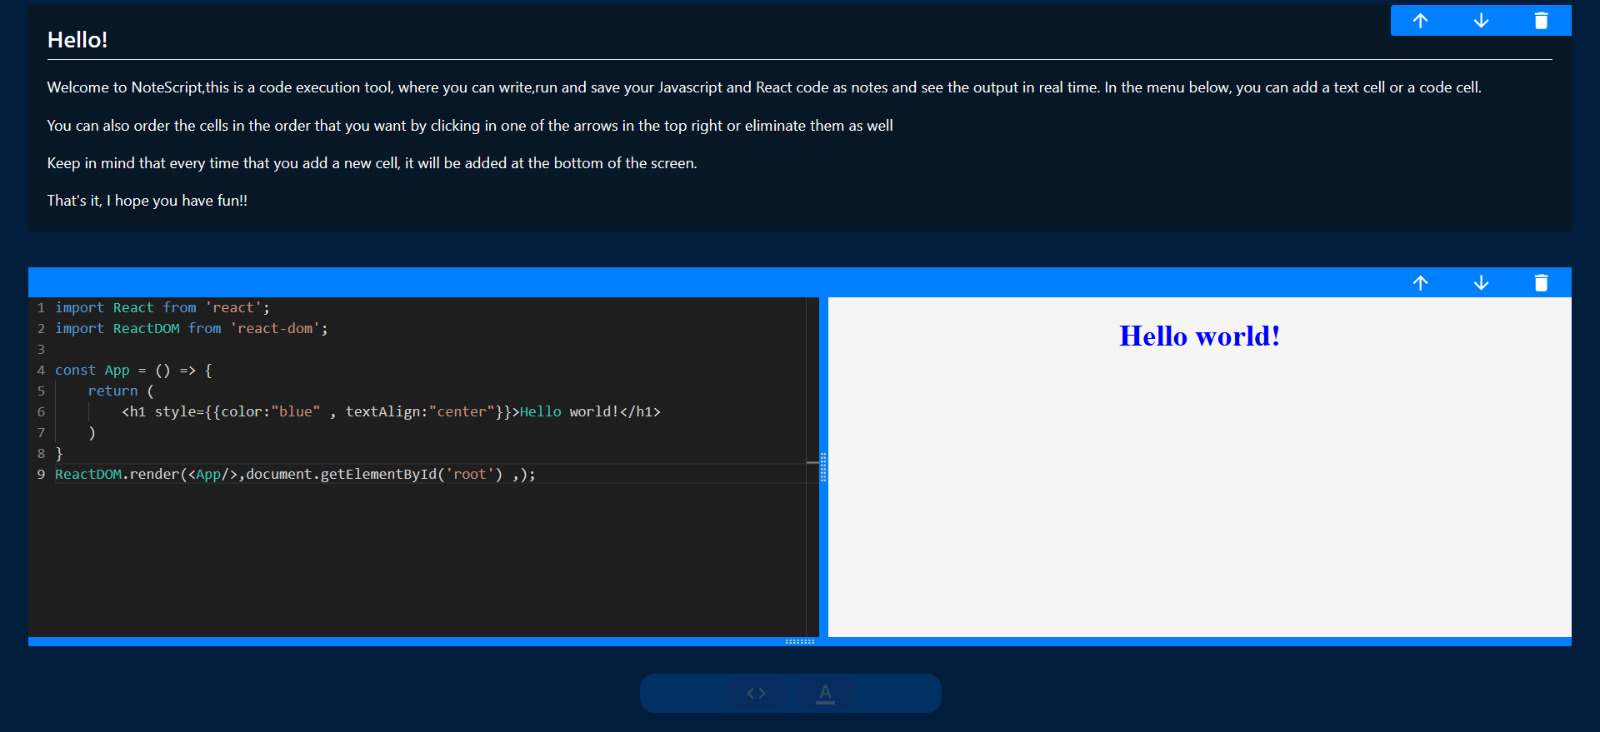 Hello!
Welcome to NoteScript,this is a code execution tool, where you can write,run and save your Javascript and React code as notes and see the output in real time. In the menu below, you can add a text cell or a code cell.
You can also order the cells in the order that you want by clicking in one of the arrows in the top right or eliminate them as well
Keep in mind that every time that you add a new cell, it will be added at the bottom of the screen.
That's it, I hope you have fun!!
1 import React from 'react';
2 import ReactDOM from 'react-dom';
3
4 const App = () => {
5     return (
6         <h1 style={{color:"blue" , textAlign:"center"}}>Hello world!</h1>
7     )
8 }
9 ReactDOM.render(<App/>,document.getElementById('root') ,);
Hello world!
<> A